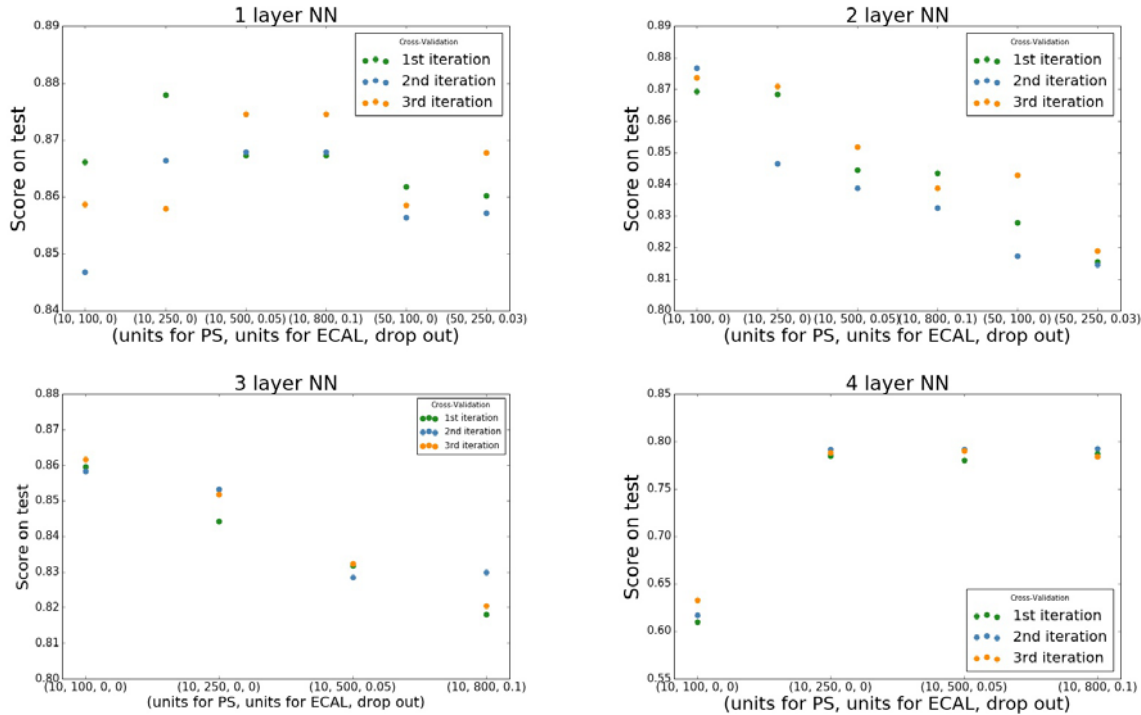 1 layer NN
0.89
0.88
0.87
0.86
0.85
0.84
Score on test
Cross-Validation
1st iteration
2nd iteration
3rd iteration
(10, 100, 0)
(10, 250, 0)
(10, 500, 0.05)
(10 800, 0.1)
(50, 100, 0)
(50, 250, 0.03)
(units for PS, units for ECAL, drop out)
2 layer NN
0.89
0.88
0.87
0.86
0.85
0.84
0.83
0.82
0.81
0.80
Score on test
Cross-Validation
1st iteration
2nd iteration
3rd iteration
(10, 100, 0)
(10, 250, 0)
(10, 500, 0.05)
(10, 800, 0.1)
(50, 100, 0)
(50, 250, 0.03)
(units for PS, units for ECAL, drop out)
3 layer NN
0.88
0.87
0.86
0.85
0.84
0.83
0.82
0.81
0.80
Score on test
Cross-Validation
1st iteration
2nd iteration
3rd iteration
(10, 100, 0, 0)
(10, 250, 0, 0)
(10, 500, 0.05)
(10, 800, 0.1)
(units for PS, units for ECAL, drop out)
4 layer NN
0.85
0.80
0.75
0.70
0.65
0.60
0.55
Score on test
Cross-Validation
1st iteration
2nd iteration
3rd iteration
(10, 100, 0, 0)
(10, 250, 0, 0)
(10, 500, 0.05)
(10, 800, 0.1)
(units for PS, units for ECAL, drop out)